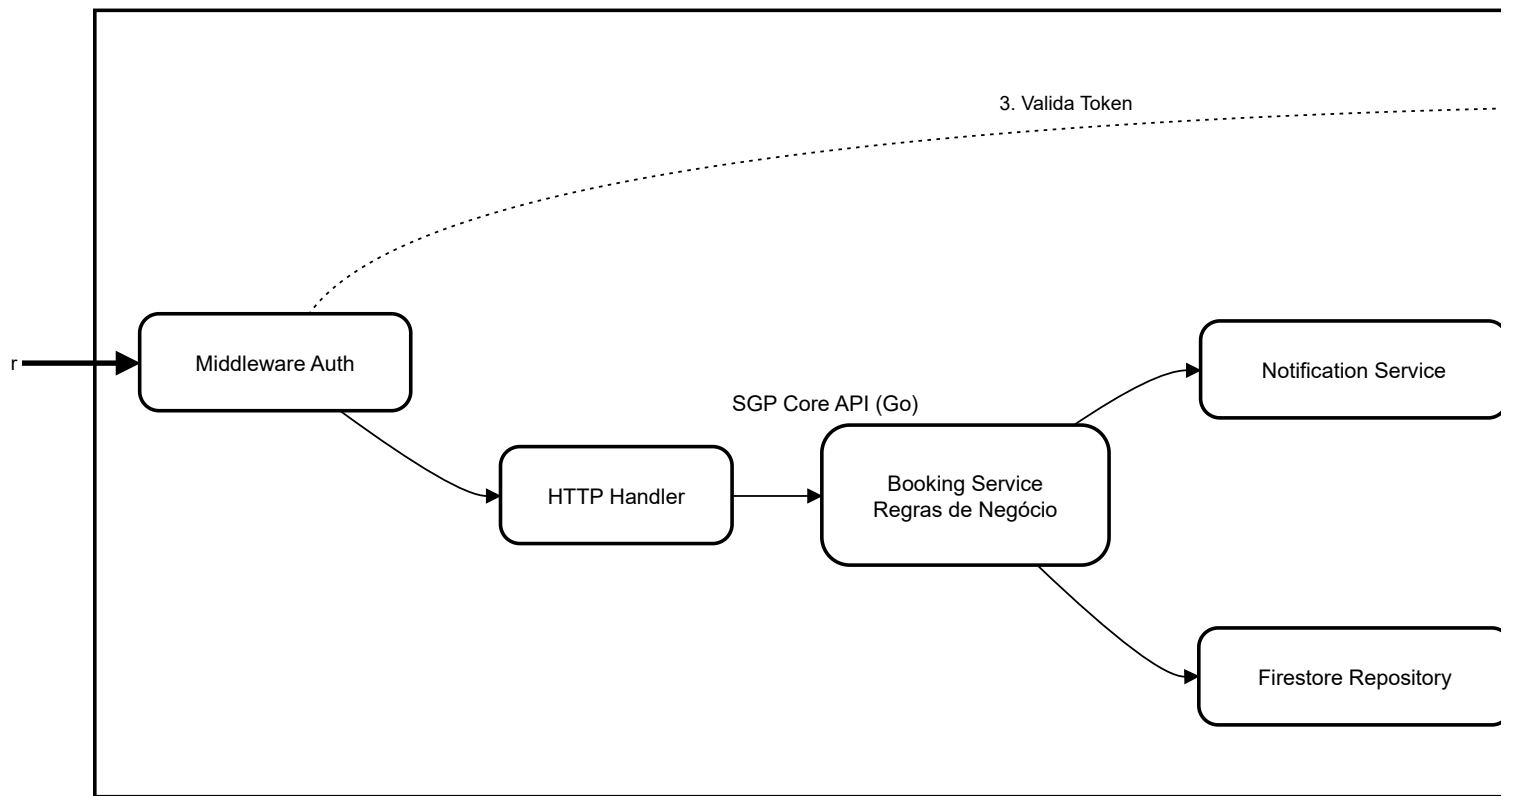 3. Valida Token
r
Middleware Auth
Notification Service
SGP Core API (Go)
HTTP Handler
Booking Service
Regras de Negócio
Firestore Repository